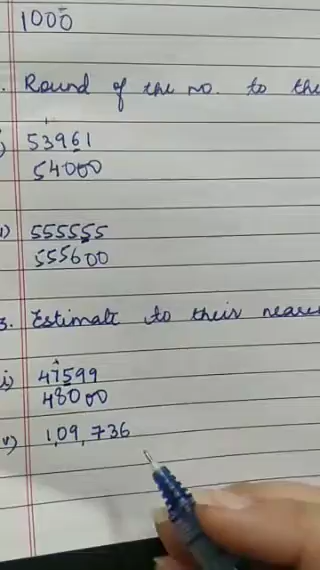 1000
. Round of the no. to the
) 53961
54000
) 555555
555600
3. Estimate to their neares
i) 47599
48000
v) 1,09,736